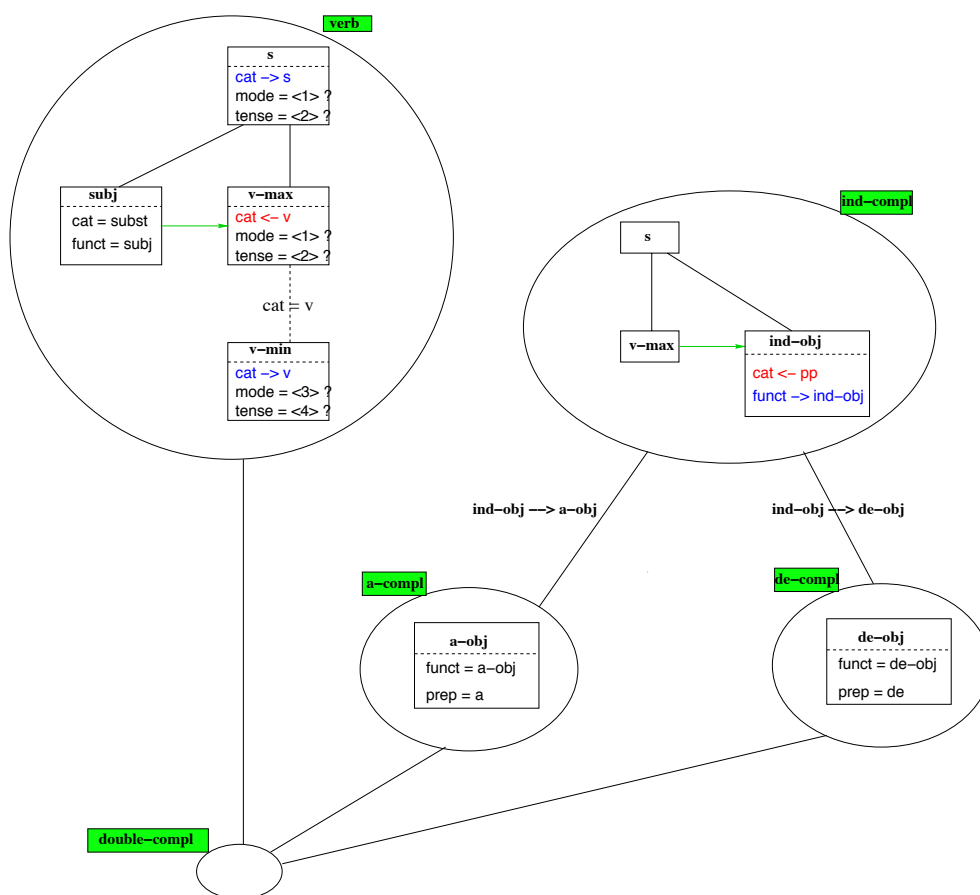 verb
s
cat −> s
mode = <1> ?
tense = <2> ?
subj
cat = subst
funct = subj
v−max
cat <− v
mode = <1> ?
tense = <2> ?
cat = v
v−min
cat −> v
mode = <3> ?
tense = <4> ?
ind−compl
s
v−max
ind−obj
cat <− pp
funct −> ind−obj
ind−obj −−> a−obj
ind−obj −−> de−obj
a−compl
a−obj
funct = a−obj
prep = a
de−compl
de−obj
funct = de−obj
prep = de
double−compl